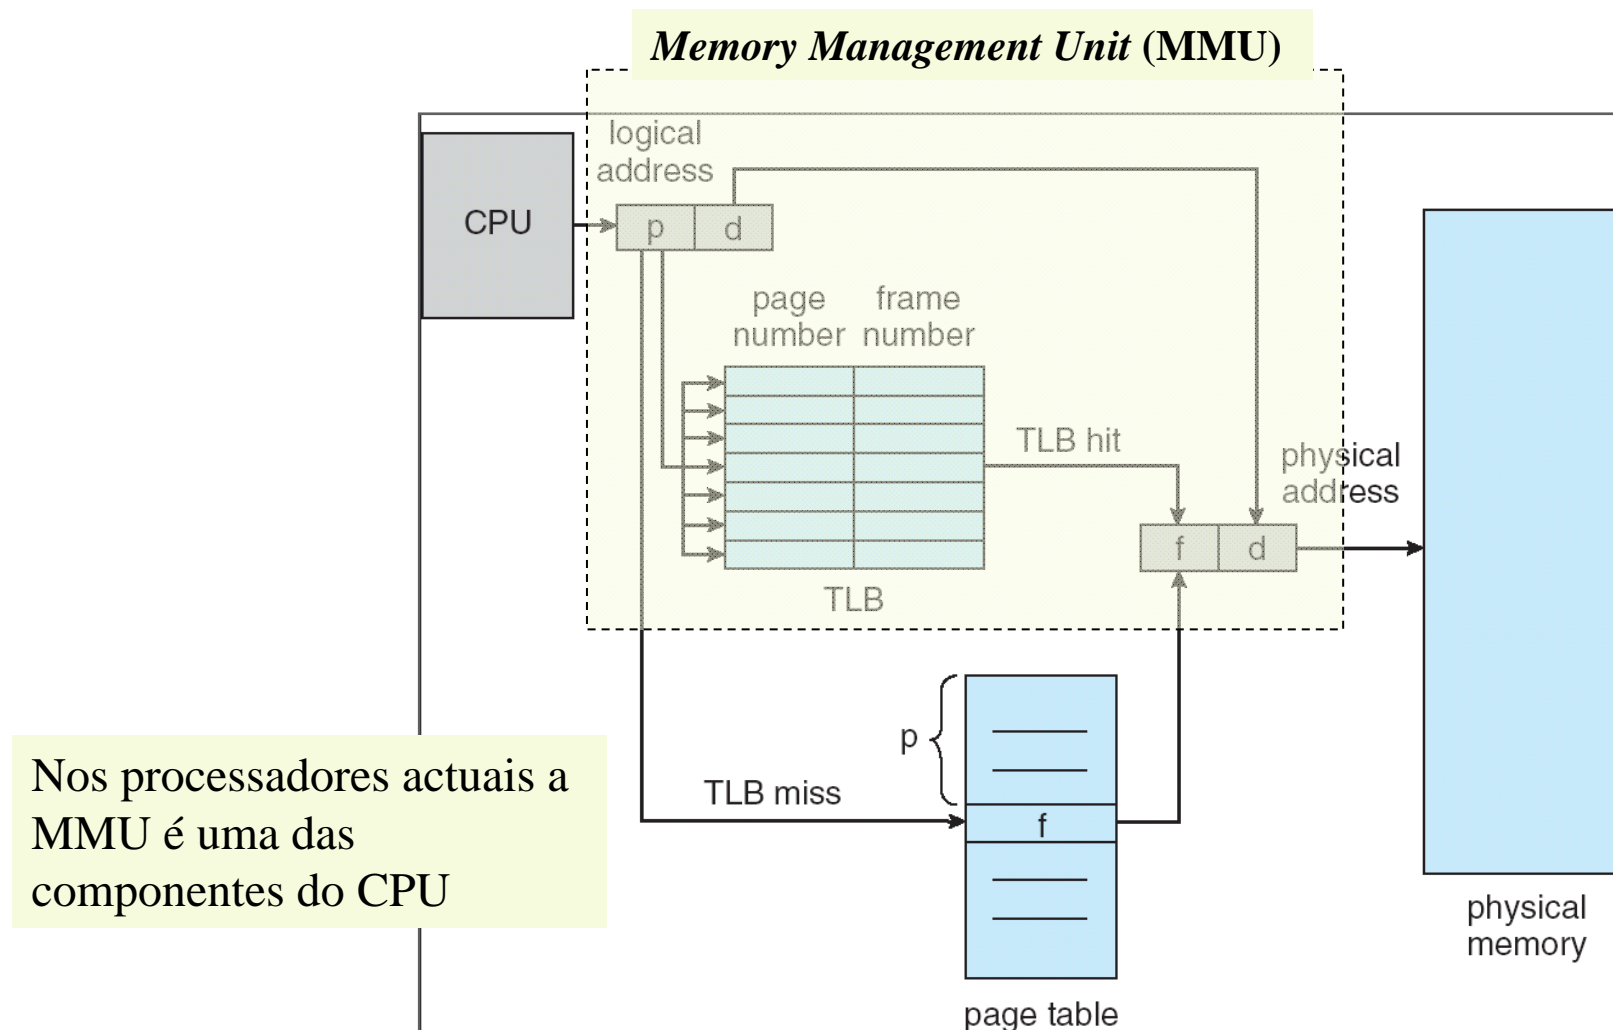 Memory Management Unit (MMU)
logical
address
CPU
p d
page frame
number number
TLB hit
physical
address
f d
TLB
p
TLB miss
f
Nos processadores actuais a
MMU é uma das
componentes do CPU
physical
memory
page table